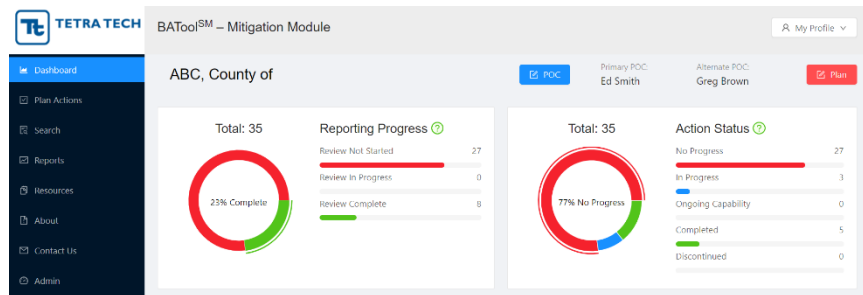 Tt TETRA TECH
BAToolSM – Mitigation Module
My Profile
Dashboard
Plan Actions
Search
Reports
Resources
About
Contact Us
Admin
ABC, County of
POC
Primary POC:
Ed Smith
Alternate POC:
Greg Brown
Plan
Total: 35
23% Complete
Reporting Progress ?
Review Not Started 27
Review In Progress 0
Review Complete 8
Total: 35
77% No Progress
Action Status ?
No Progress 27
In Progress 3
Ongoing Capability 0
Completed 5
Discontinued 0